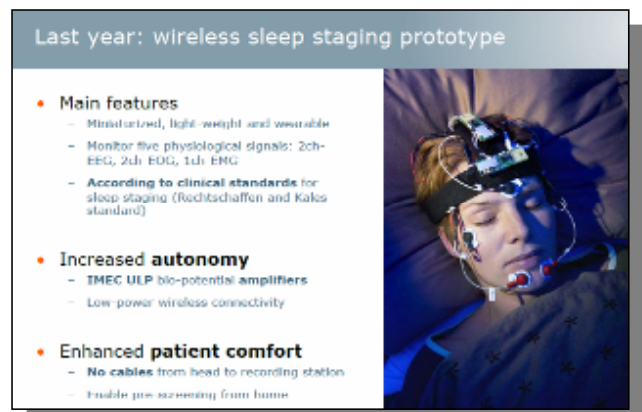 Last year: wireless sleep staging prototype
• Main features
– Miniaturized, light-weight and wearable
– Monitor five physiological signals: 2ch-
EEG, 2ch EOG, 1ch EMG
– According to clinical standards for
sleep staging (Rechtschaffen and Kales
standard)
• Increased autonomy
– IMEC ULP bio-potential amplifiers
– Low-power wireless connectivity
• Enhanced patient comfort
– No cables from head to recording station
– Enable pre-screening from home